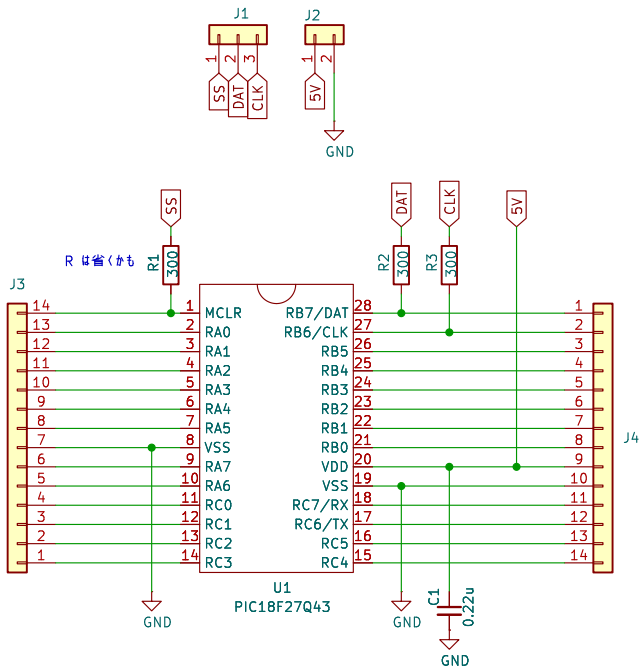 J1 J2
1 2 3 1 2
SS DAT CLK 5V
GND
SS DAT CLK 5V
R は省くかも R1 300 R2 300 R3 300
J3
14 1 MCLR RB7/DAT 28 1
13 2 RA0 RB6/CLK 27 2
12 3 RA1 RB5 26 3
11 4 RA2 RB4 25 4
10 5 RA3 RB3 24 5
9 6 RA4 RB2 23 6
8 7 RA5 RB1 22 7
J4
7 8 VSS RB0 21 8
6 9 RA7 VDD 20 9
5 10 RA6 VSS 19 10
4 11 RC0 RC7/RX 18 11
3 12 RC1 RC6/TX 17 12
2 13 RC2 RC5 16 13
1 14 RC3 RC4 15 14
U1
PIC18F27Q43
C1 0.22u
GND GND
GND